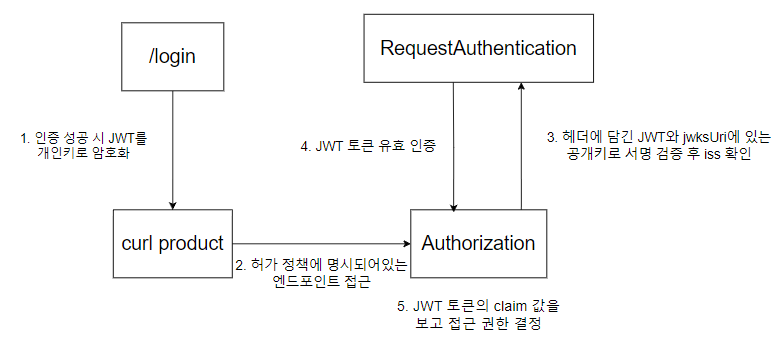 /login
RequestAuthentication
1. 인증 성공 시 JWT를
개인키로 암호화
4. JWT 토큰 유효 인증
3. 헤더에 담긴 JWT와 jwksUri에 있는
공개키로 서명 검증 후 iss 확인
curl product
Authorization
2. 허가 정책에 명시되어있는
엔드포인트 접근
5. JWT 토큰의 claim 값을
보고 접근 권한 결정